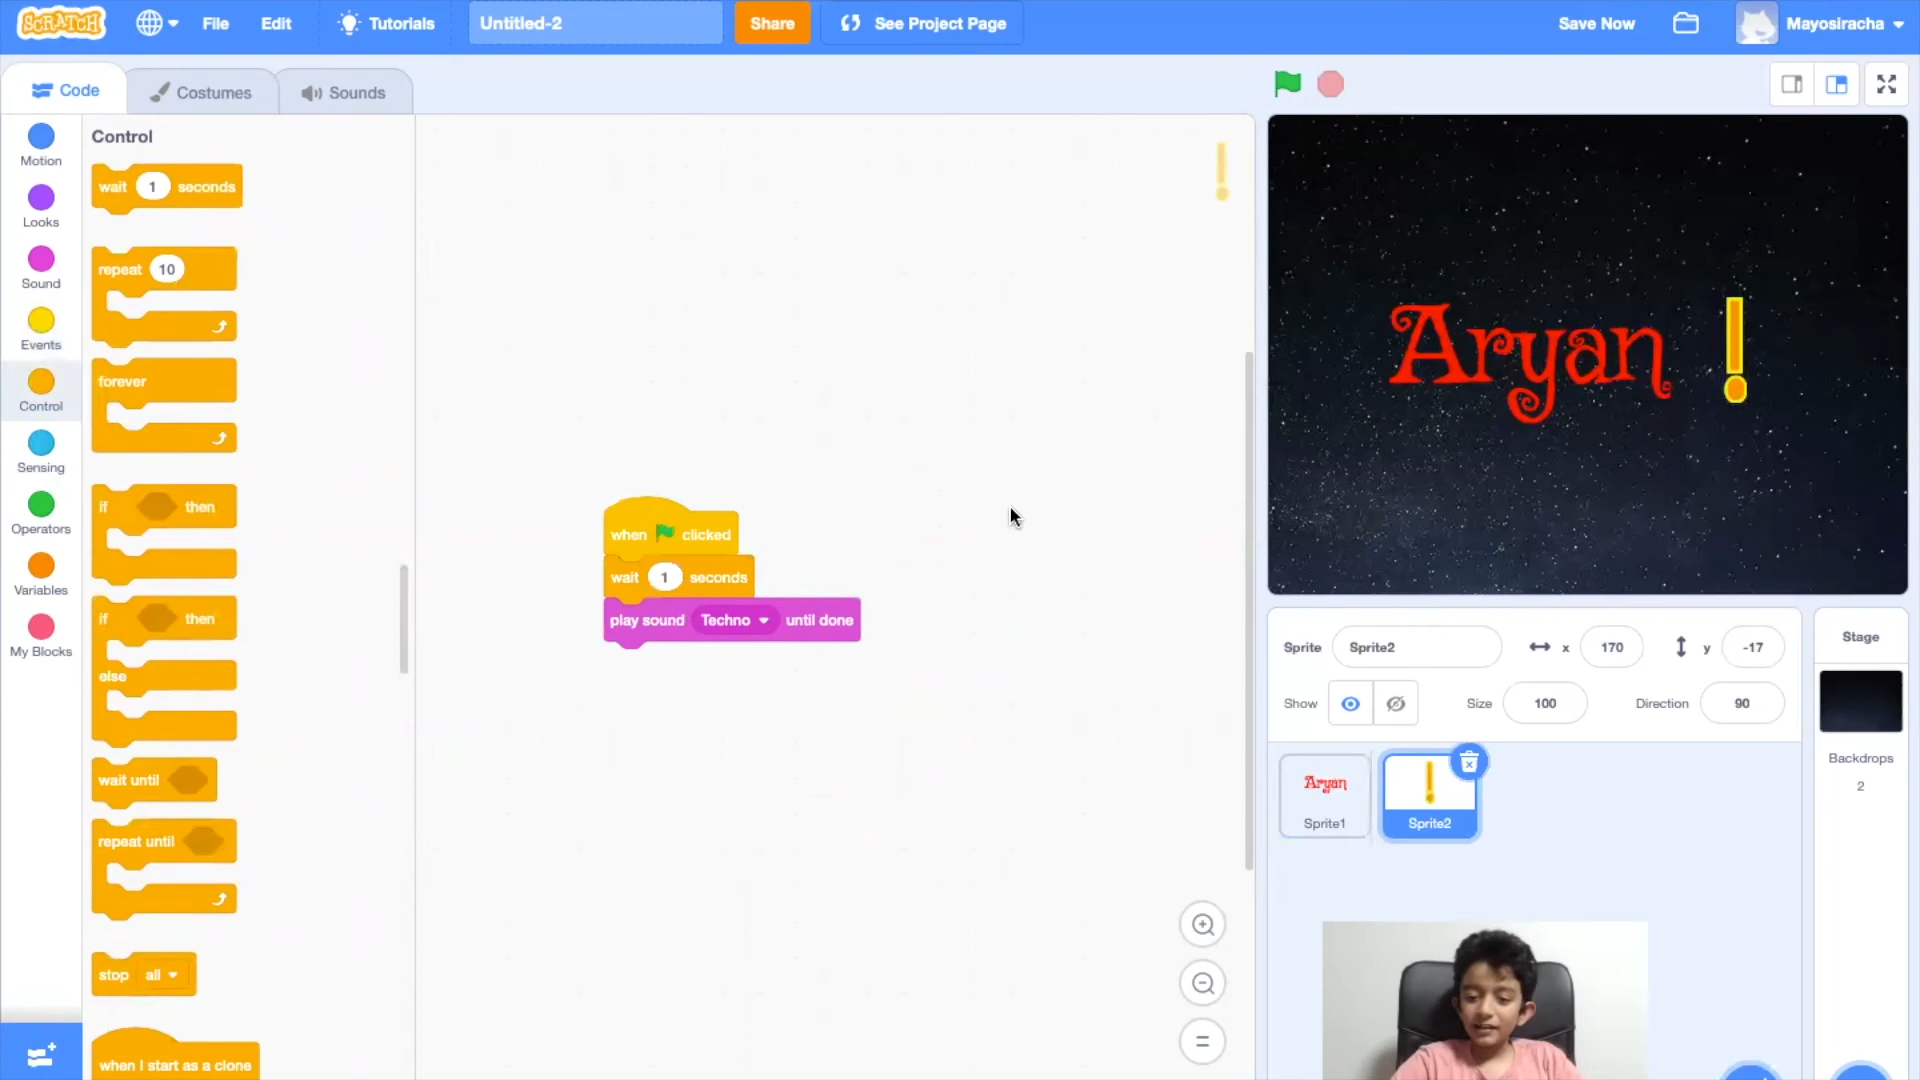 SCRATCH File Edit Tutorials Untitled-2 Share See Project Page Save Now Mayosiracha
Code Costumes Sounds
Motion
Looks
Sound
Events
Control
Sensing
Operators
Variables
My Blocks
Control
wait 1 seconds
repeat 10
forever
if then
if then
else
wait until
repeat until
stop all
when I start as a clone
when clicked
wait 1 seconds
play sound Techno until done
Aryan !
Sprite Sprite2 x 170 y -17
Show Size 100 Direction 90
Aryan
Sprite1
!
Sprite2
Stage
Backdrops
2